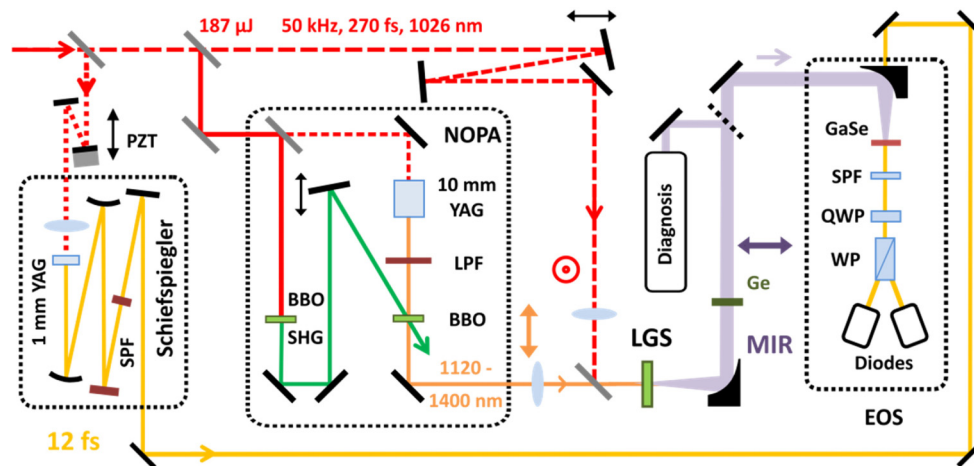 187 µJ 50 kHz, 270 fs, 1026 nm
PZT
NOPA
10 mm
YAG
LPF
BBO
SHG
BBO
1 mm YAG
SPF
Schiefspiegler
12 fs
1120 -
1400 nm
Diagnosis
LGS
Ge
MIR
GaSe
SPF
QWP
WP
Diodes
EOS